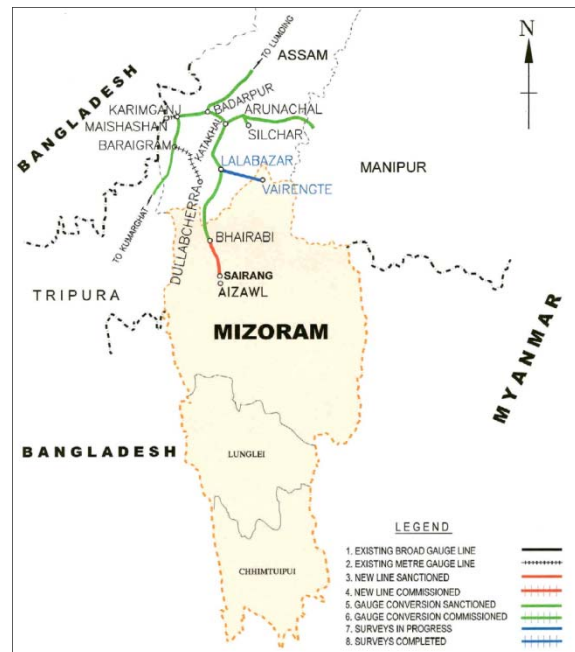 TO LUMDING
ASSAM
N
BANGLADESH
KARIMGANJ
BADARPUR
ARUNACHAL
MAISHASHAN
KATAKHAL
SILCHAR
BARAIGRAM
LALABAZAR
MANIPUR
VAIRENGTE
TO KUMARGHAT
DULLABCHERRA
BHAIRABI
SAIRANG
AIZAWL
TRIPURA
MIZORAM
MYANMAR
BANGLADESH
LUNGLEI
CHHIMTUIPUI
LEGEND
1. EXISTING BROAD GAUGE LINE
2. EXISTING METRE GAUGE LINE
3. NEW LINE SANCTIONED
4. NEW LINE COMMISSIONED
5. GAUGE CONVERSION SANCTIONED
6. GAUGE CONVERSION COMMISSIONED
7. SURVEYS IN PROGRESS
8. SURVEYS COMPLETED